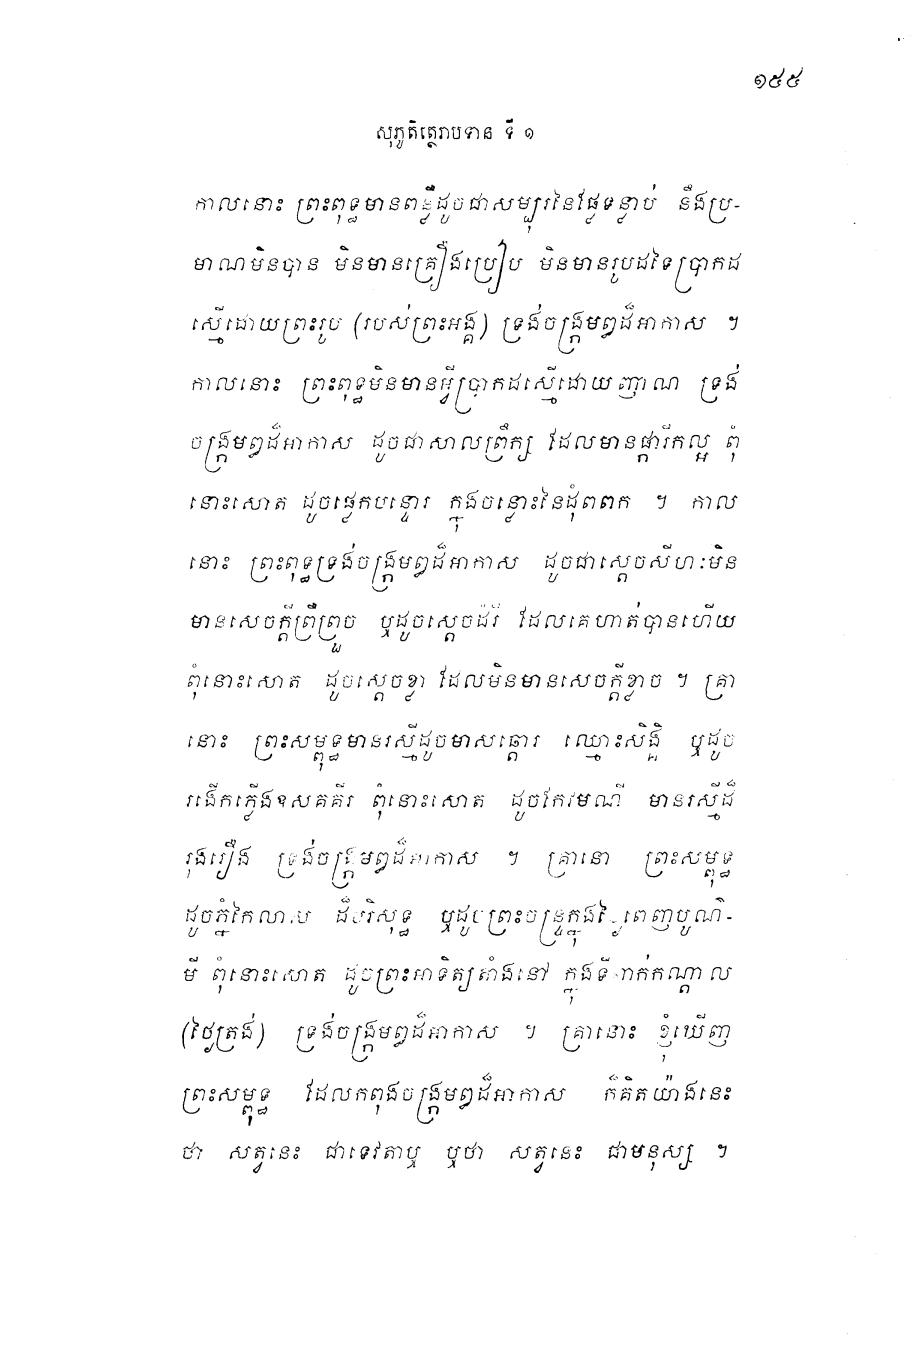 ១៥៥
សុភូតិត្ថេរាបទាន ទី ១
កាលនោះ ព្រះពុទ្ធមានពន្លឺដូចជាសម្បុរនៃផ្លែទន្លាប់ នឹងប្រ-
មាណមិនបាន មិនមានគ្រឿងប្រៀប មិនមានរូបដទៃប្រាកដ
ស្មើដោយព្រះរូប (របស់ព្រះអង្គ) ទ្រង់ចង្ក្រមឰដ៏អាកាស ។
កាលនោះ ព្រះពុទ្ធមិនមានអ្វីប្រាកដស្មើដោយញាណ ទ្រង់
ចង្ក្រមឰដ៏អាកាស ដូចជាសាលព្រឹក្ស ដែលមានផ្ការីកល្អ ពុំ
នោះសោត ដូចផ្លេកបន្ទោរ ក្នុងចន្លោះនៃដុំពពក ។ កាល
នោះ ព្រះពុទ្ធទ្រង់ចង្ក្រមឰដ៏អាកាស ដូចជាស្តេចសីហៈមិន
មានសេចក្តីព្រឺព្រួច ឬដូចស្តេចដំរី ដែលគេហាត់បានហើយ
ពុំនោះសោត ដូចស្តេចខ្លា ដែលមិនមានសេចក្តីខ្លាច ។ គ្រា
នោះ ព្រះសម្ពុទ្ធមានរស្មីដូចមាសឆ្តោរ ឈ្មោះសិង្គិ ឬដូច
រងើកភ្លើងឧសគគីរ ពុំនោះសោត ដូចកែវមណី មានរស្មីដ៏
រុងរឿង ទ្រង់ចង្ក្រមឰដ៏អាកាស ។ គ្រានោ ព្រះសម្ពុទ្ធ
ដូចភ្នំកៃលាស ដ៏បរិសុទ្ធ ឬដូចព្រះចន្ទ្រក្នុងថ្ងៃពេញបូណ៌-
មី ពុំនោះសោត ដូចព្រះអាទិត្យតាំងនៅ ក្នុងទីដាក់កណ្តាល
(ថ្ងៃត្រង់) ទ្រង់ចង្ក្រមឰដ៏អាកាស ។ គ្រានោះ ខ្ញុំឃើញ
ព្រះសម្ពុទ្ធ ដែលកពុងចង្ក្រមឰដ៏អាកាស ក៏គិតយ៉ាងនេះ
ថា សត្វនេះ ជាទេវតាឬ ឬថា សត្វនេះ ជាមនុស្ស ។